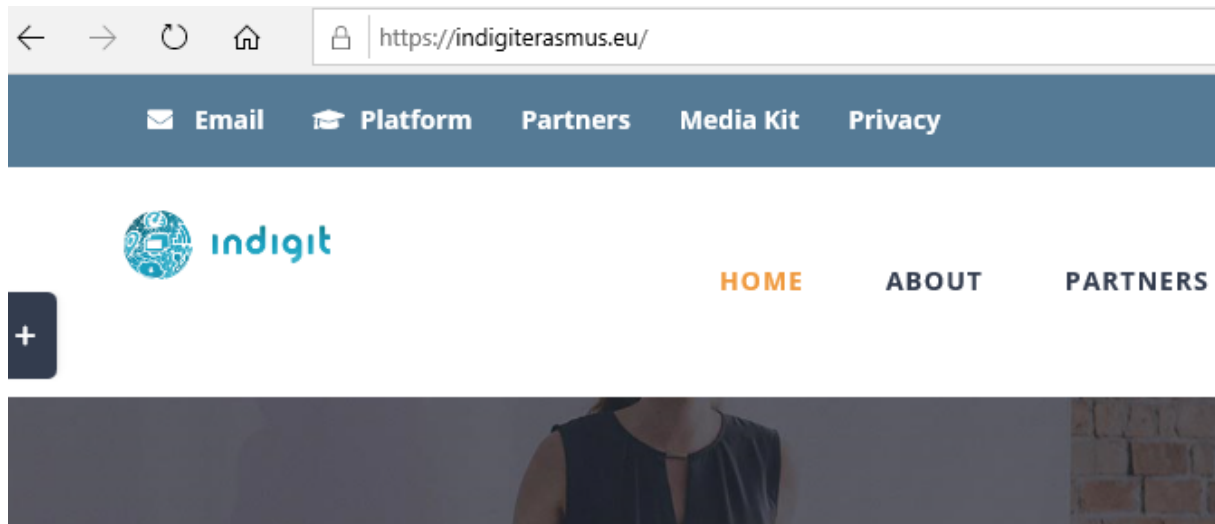 https://indigiterasmus.eu/
Email Platform Partners Media Kit Privacy
indigit
HOME ABOUT PARTNERS
+